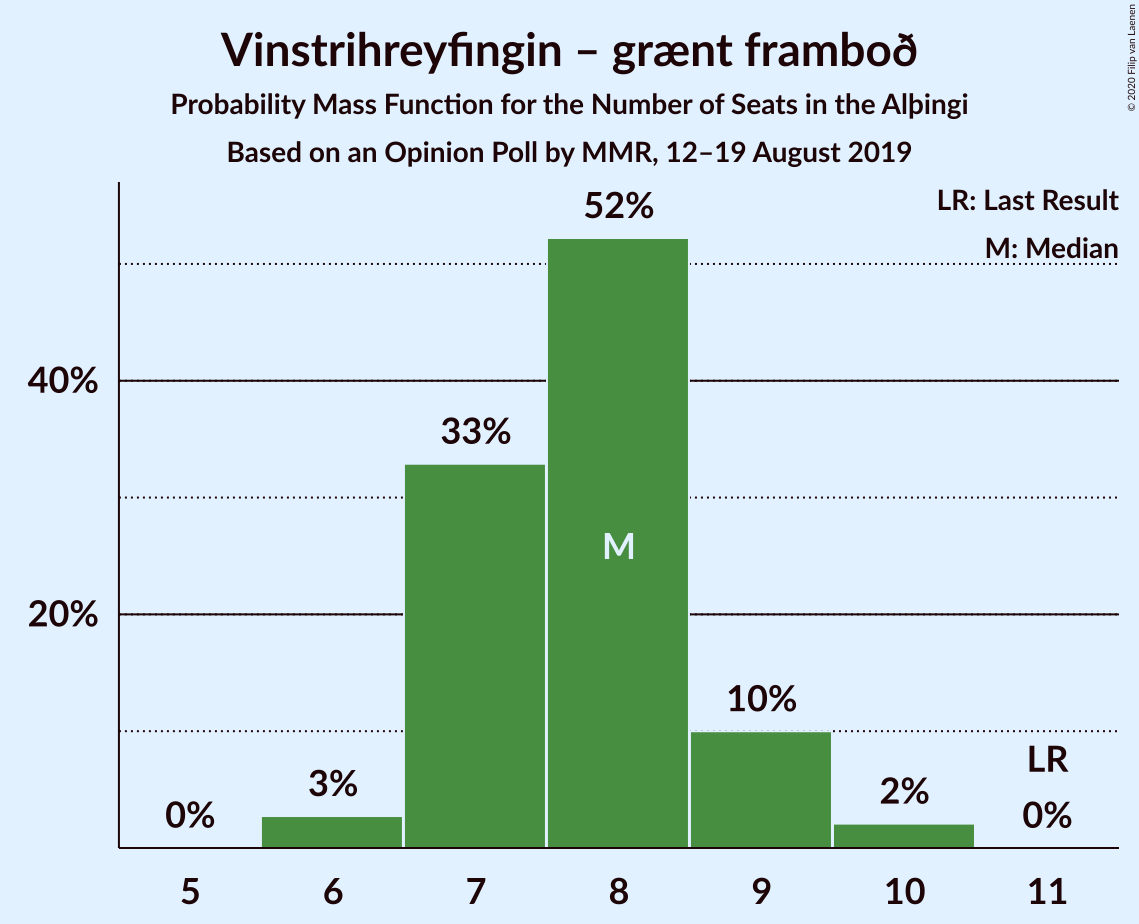 Vinstrihreyfingin – grænt framboð
Probability Mass Function for the Number of Seats in the Alþingi
Based on an Opinion Poll by MMR, 12–19 August 2019
© 2020 Filip van Laenen
LR: Last Result
M: Median
52%
40%
33%
M
20%
10%
LR
3%
2%
0%
0%
5 6 7 8 9 10 11